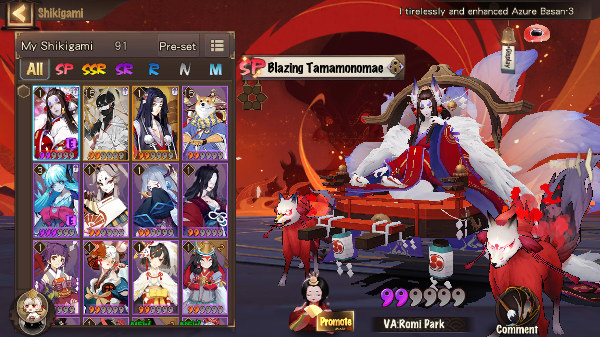 Shikigami
I tirelessly and enhanced Azure Basan·3
My Shikigami 91
Pre-set
All SP SSR SR R N M
SP Blazing Tamamonomae
Display
Promote
VA:Romi Park
Comment